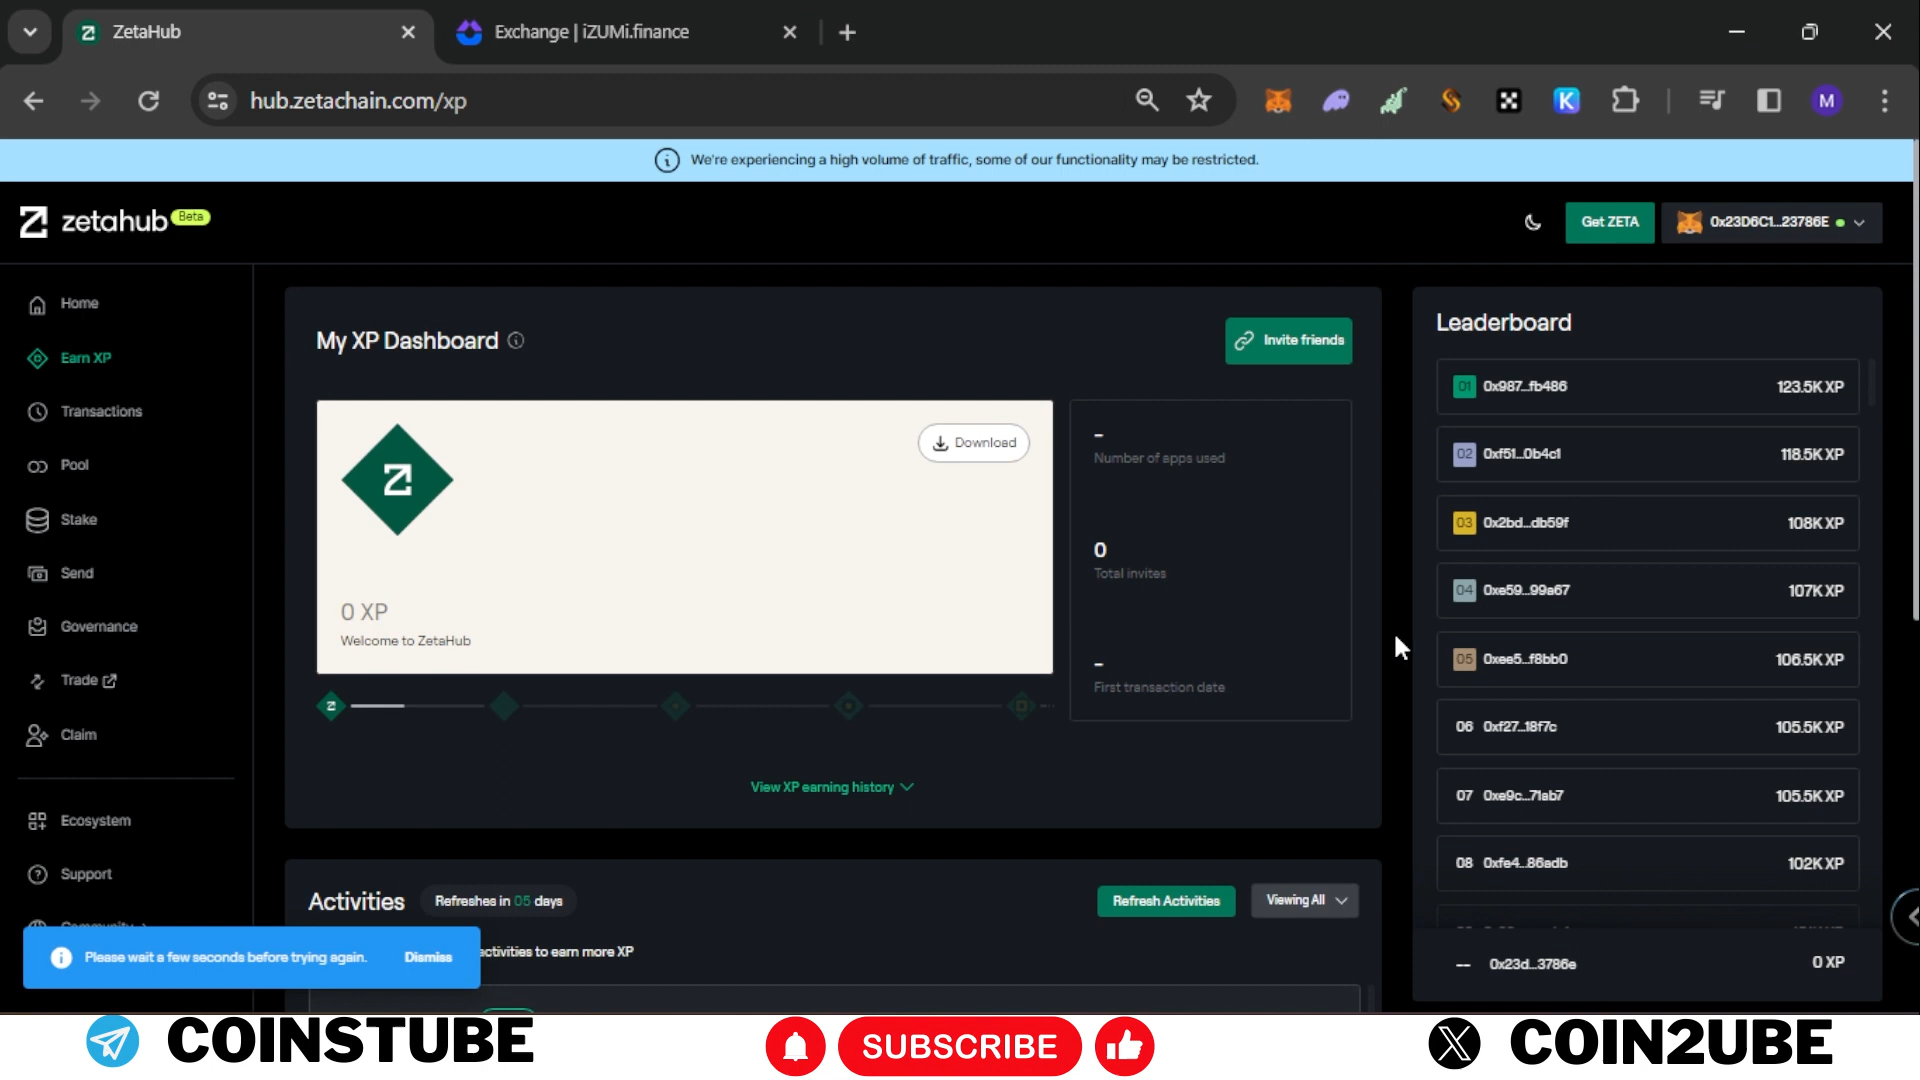 ZetaHub
Exchange | iZUMi.finance
hub.zetachain.com/xp
M
We're experiencing a high volume of traffic, some of our functionality may be restricted.
zetahub Beta
Get ZETA
0x23D6C1...23786E
Home
Earn XP
Transactions
Pool
Stake
Send
Governance
Trade
Claim
Ecosystem
Support
My XP Dashboard
Invite friends
Download
0 XP
Welcome to ZetaHub
-
Number of apps used
0
Total invites
-
First transaction date
View XP earning history
Activities
Refreshes in 05 days
Refresh Activities
Viewing All
activities to earn more XP
Please wait a few seconds before trying again.
Dismiss
Leaderboard
01 0x987...fb486 123.5K XP
02 0xf51...0b4c1 118.5K XP
03 0x2bd...db59f 108K XP
04 0xe59...99a67 107K XP
05 0xee5...f8bb0 106.5K XP
06 0xf27...18f7c 105.5K XP
07 0xe9c...71ab7 105.5K XP
08 0xfe4...86adb 102K XP
-- 0x23d...3786e 0 XP
COINSTUBE
SUBSCRIBE
COIN2UBE